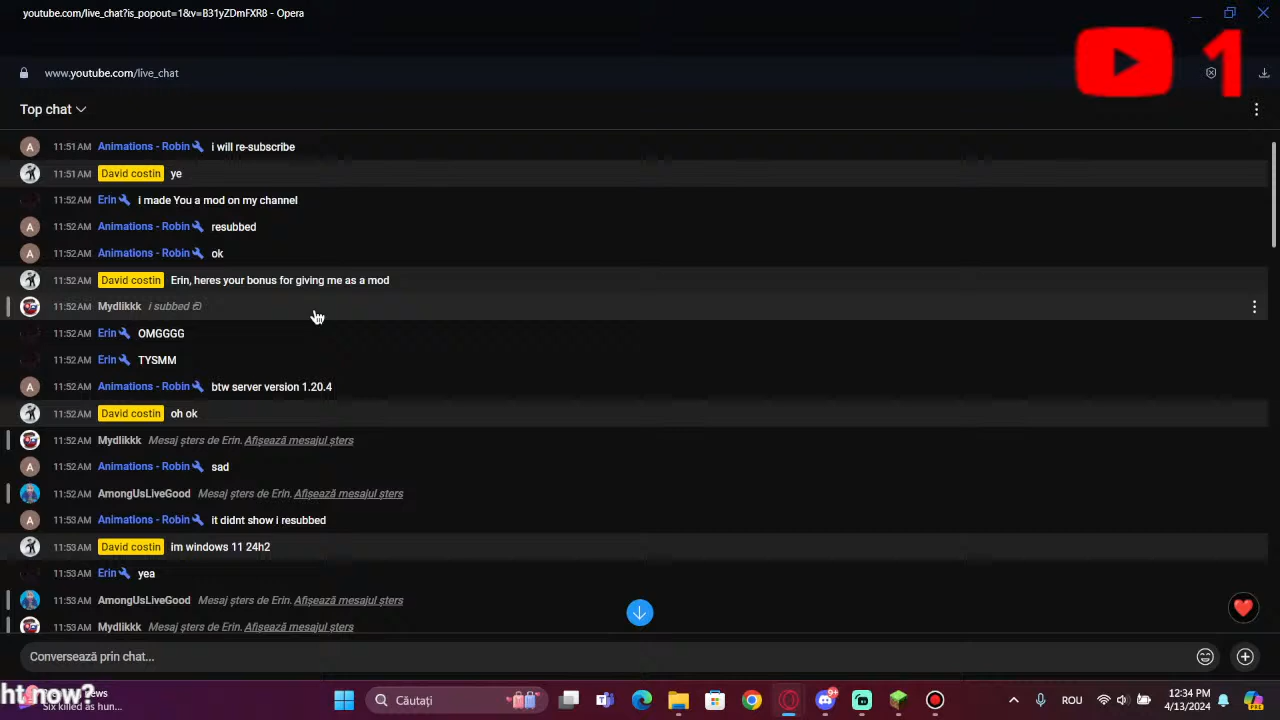 youtube.com/live_chat?is_popout=1&v=B31yZDmFXR8 - Opera
www.youtube.com/live_chat
1
Top chat
A 11:51 AM Animations - Robin i will re-subscribe
11:51 AM David costin ye
11:52 AM Erin i made You a mod on my channel
A 11:52 AM Animations - Robin resubbed
A 11:52 AM Animations - Robin ok
11:52 AM David costin Erin, heres your bonus for giving me as a mod
11:52 AM Mydlikkk i subbed
11:52 AM Erin OMGGGG
11:52 AM Erin TYSMM
A 11:52 AM Animations - Robin btw server version 1.20.4
11:52 AM David costin oh ok
11:52 AM Mydlikkk Mesaj șters de Erin. Afișează mesajul șters
A 11:52 AM Animations - Robin sad
11:52 AM AmongUsLiveGood Mesaj șters de Erin. Afișează mesajul șters
A 11:53 AM Animations - Robin it didnt show i resubbed
11:53 AM David costin im windows 11 24h2
11:53 AM Erin yea
11:53 AM AmongUsLiveGood Mesaj șters de Erin. Afișează mesajul șters
11:53 AM Mydlikkk Mesaj șters de Erin. Afișează mesajul șters
Conversează prin chat...
ht now?
news
Six killed as hun...
Căutați
9+
ROU
12:34 PM
4/13/2024
PRE